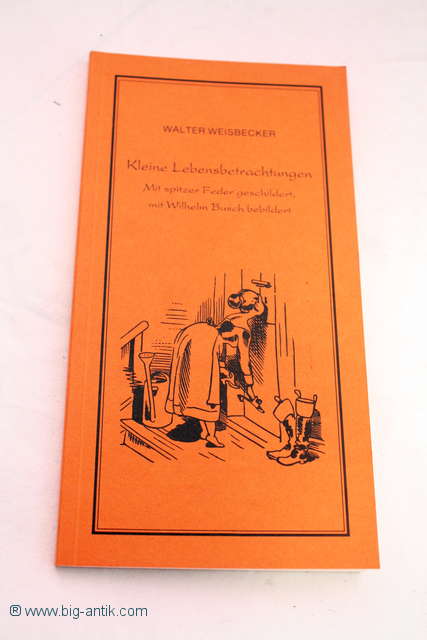 WALTER WEISBECKER
Kleine Lebensbetrachtungen
Mit spitzer Feder geschildert,
mit Wilhelm Busch bebildert
® www.big-antik.com